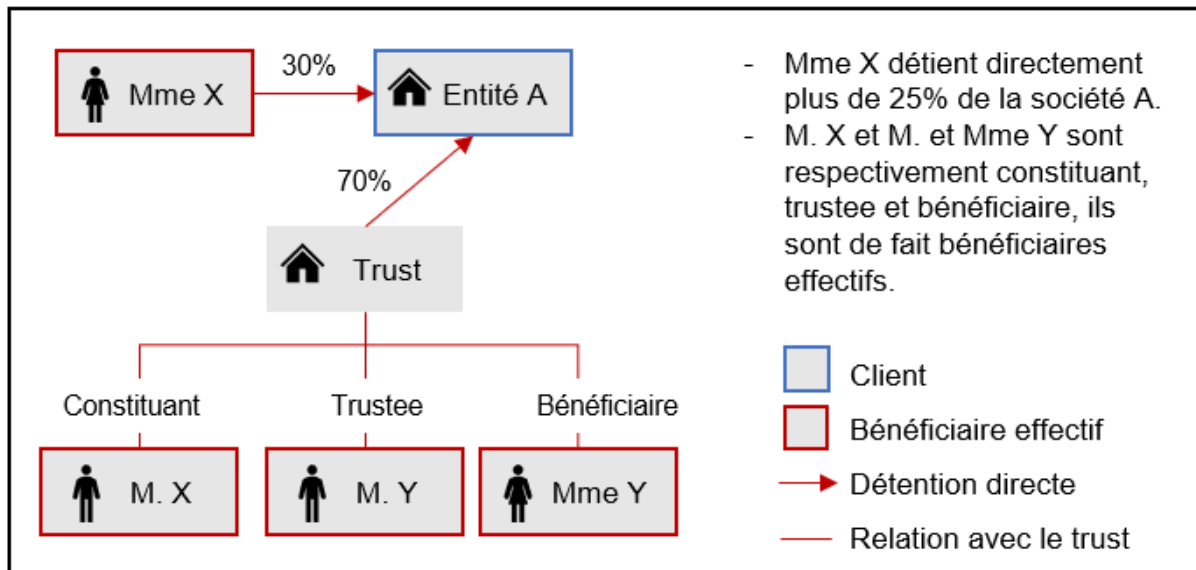 Mme X
30%
Entité A
70%
Trust
Constituant
Trustee
Bénéficiaire
M. X
M. Y
Mme Y
- Mme X détient directement
plus de 25% de la société A.
- M. X et M. et Mme Y sont
respectivement constituant,
trustee et bénéficiaire, ils
sont de fait bénéficiaires
effectifs.
Client
Bénéficiaire effectif
Détention directe
Relation avec le trust